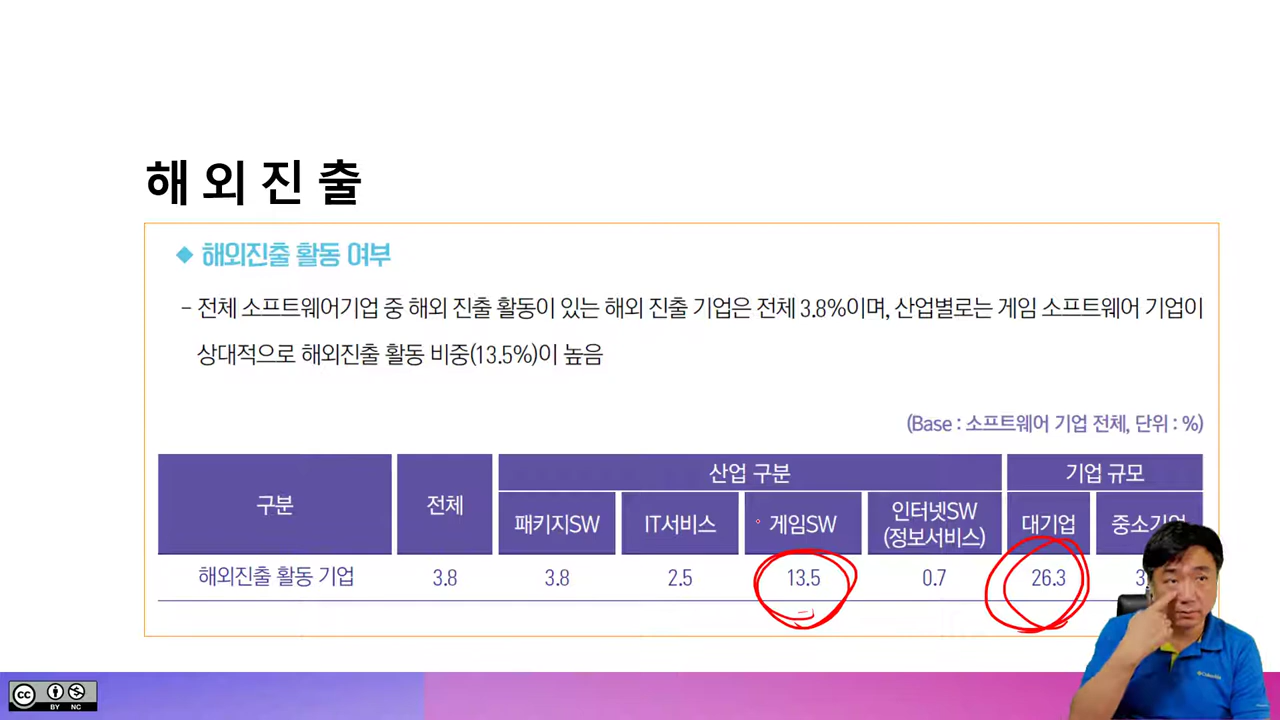 해 외 진 출
◆ 해외진출 활동 여부
– 전체 소프트웨어기업 중 해외 진출 활동이 있는 해외 진출 기업은 전체 3.8%이며, 산업별로는 게임 소프트웨어 기업이
상대적으로 해외진출 활동 비중(13.5%)이 높음
(Base : 소프트웨어 기업 전체, 단위 : %)
구분 전체 산업 구분 기업 규모
패키지SW IT서비스 게임SW 인터넷SW (정보서비스) 대기업 중소기업
해외진출 활동 기업 3.8 3.8 2.5 13.5 0.7 26.3
cc BY NC
Columbia